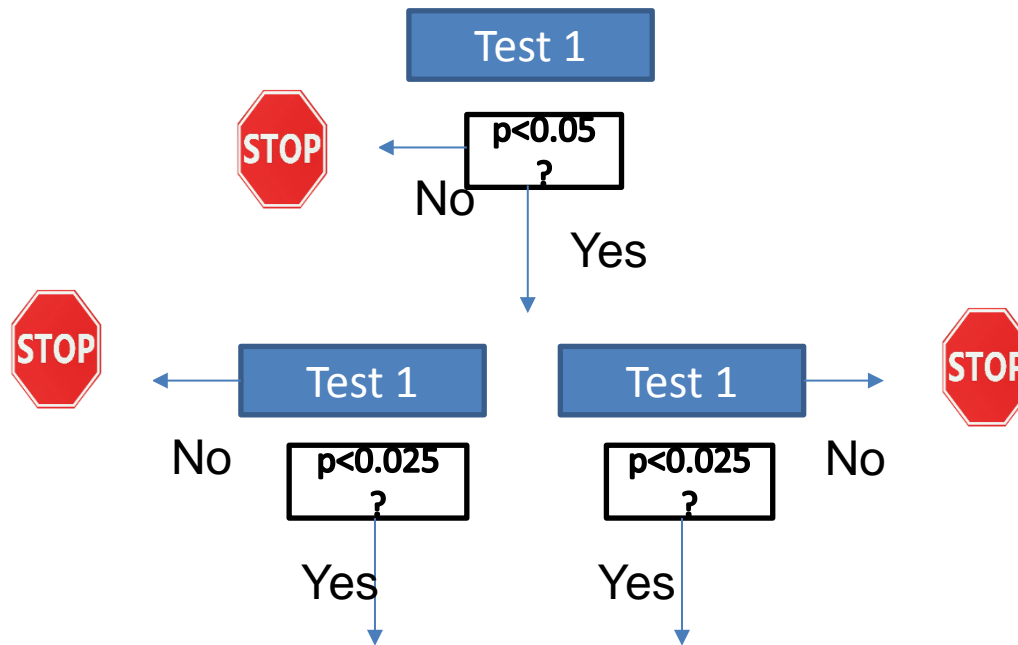 Test 1
p<0.05
?
STOP
No
Yes
STOP
Test 1
Test 1
STOP
No
p<0.025
?
p<0.025
?
No
Yes
Yes